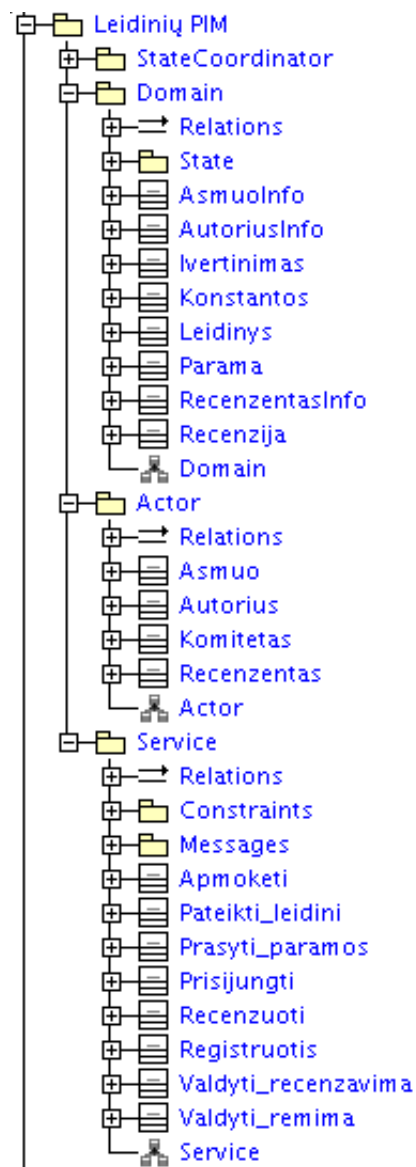 Leidinių PIM
StateCoordinator
Domain
Relations
State
AsmuoInfo
AutoriusInfo
Ivertinimas
Konstantos
Leidinys
Parama
RecenzentasInfo
Recenzija
Domain
Actor
Relations
Asmuo
Autorius
Komitetas
Recenzentas
Actor
Service
Relations
Constraints
Messages
Apmoketi
Pateikti_leidini
Prasyti_paramos
Prisijungti
Recenzuoti
Registruotis
Valdyti_recenzavima
Valdyti_remima
Service